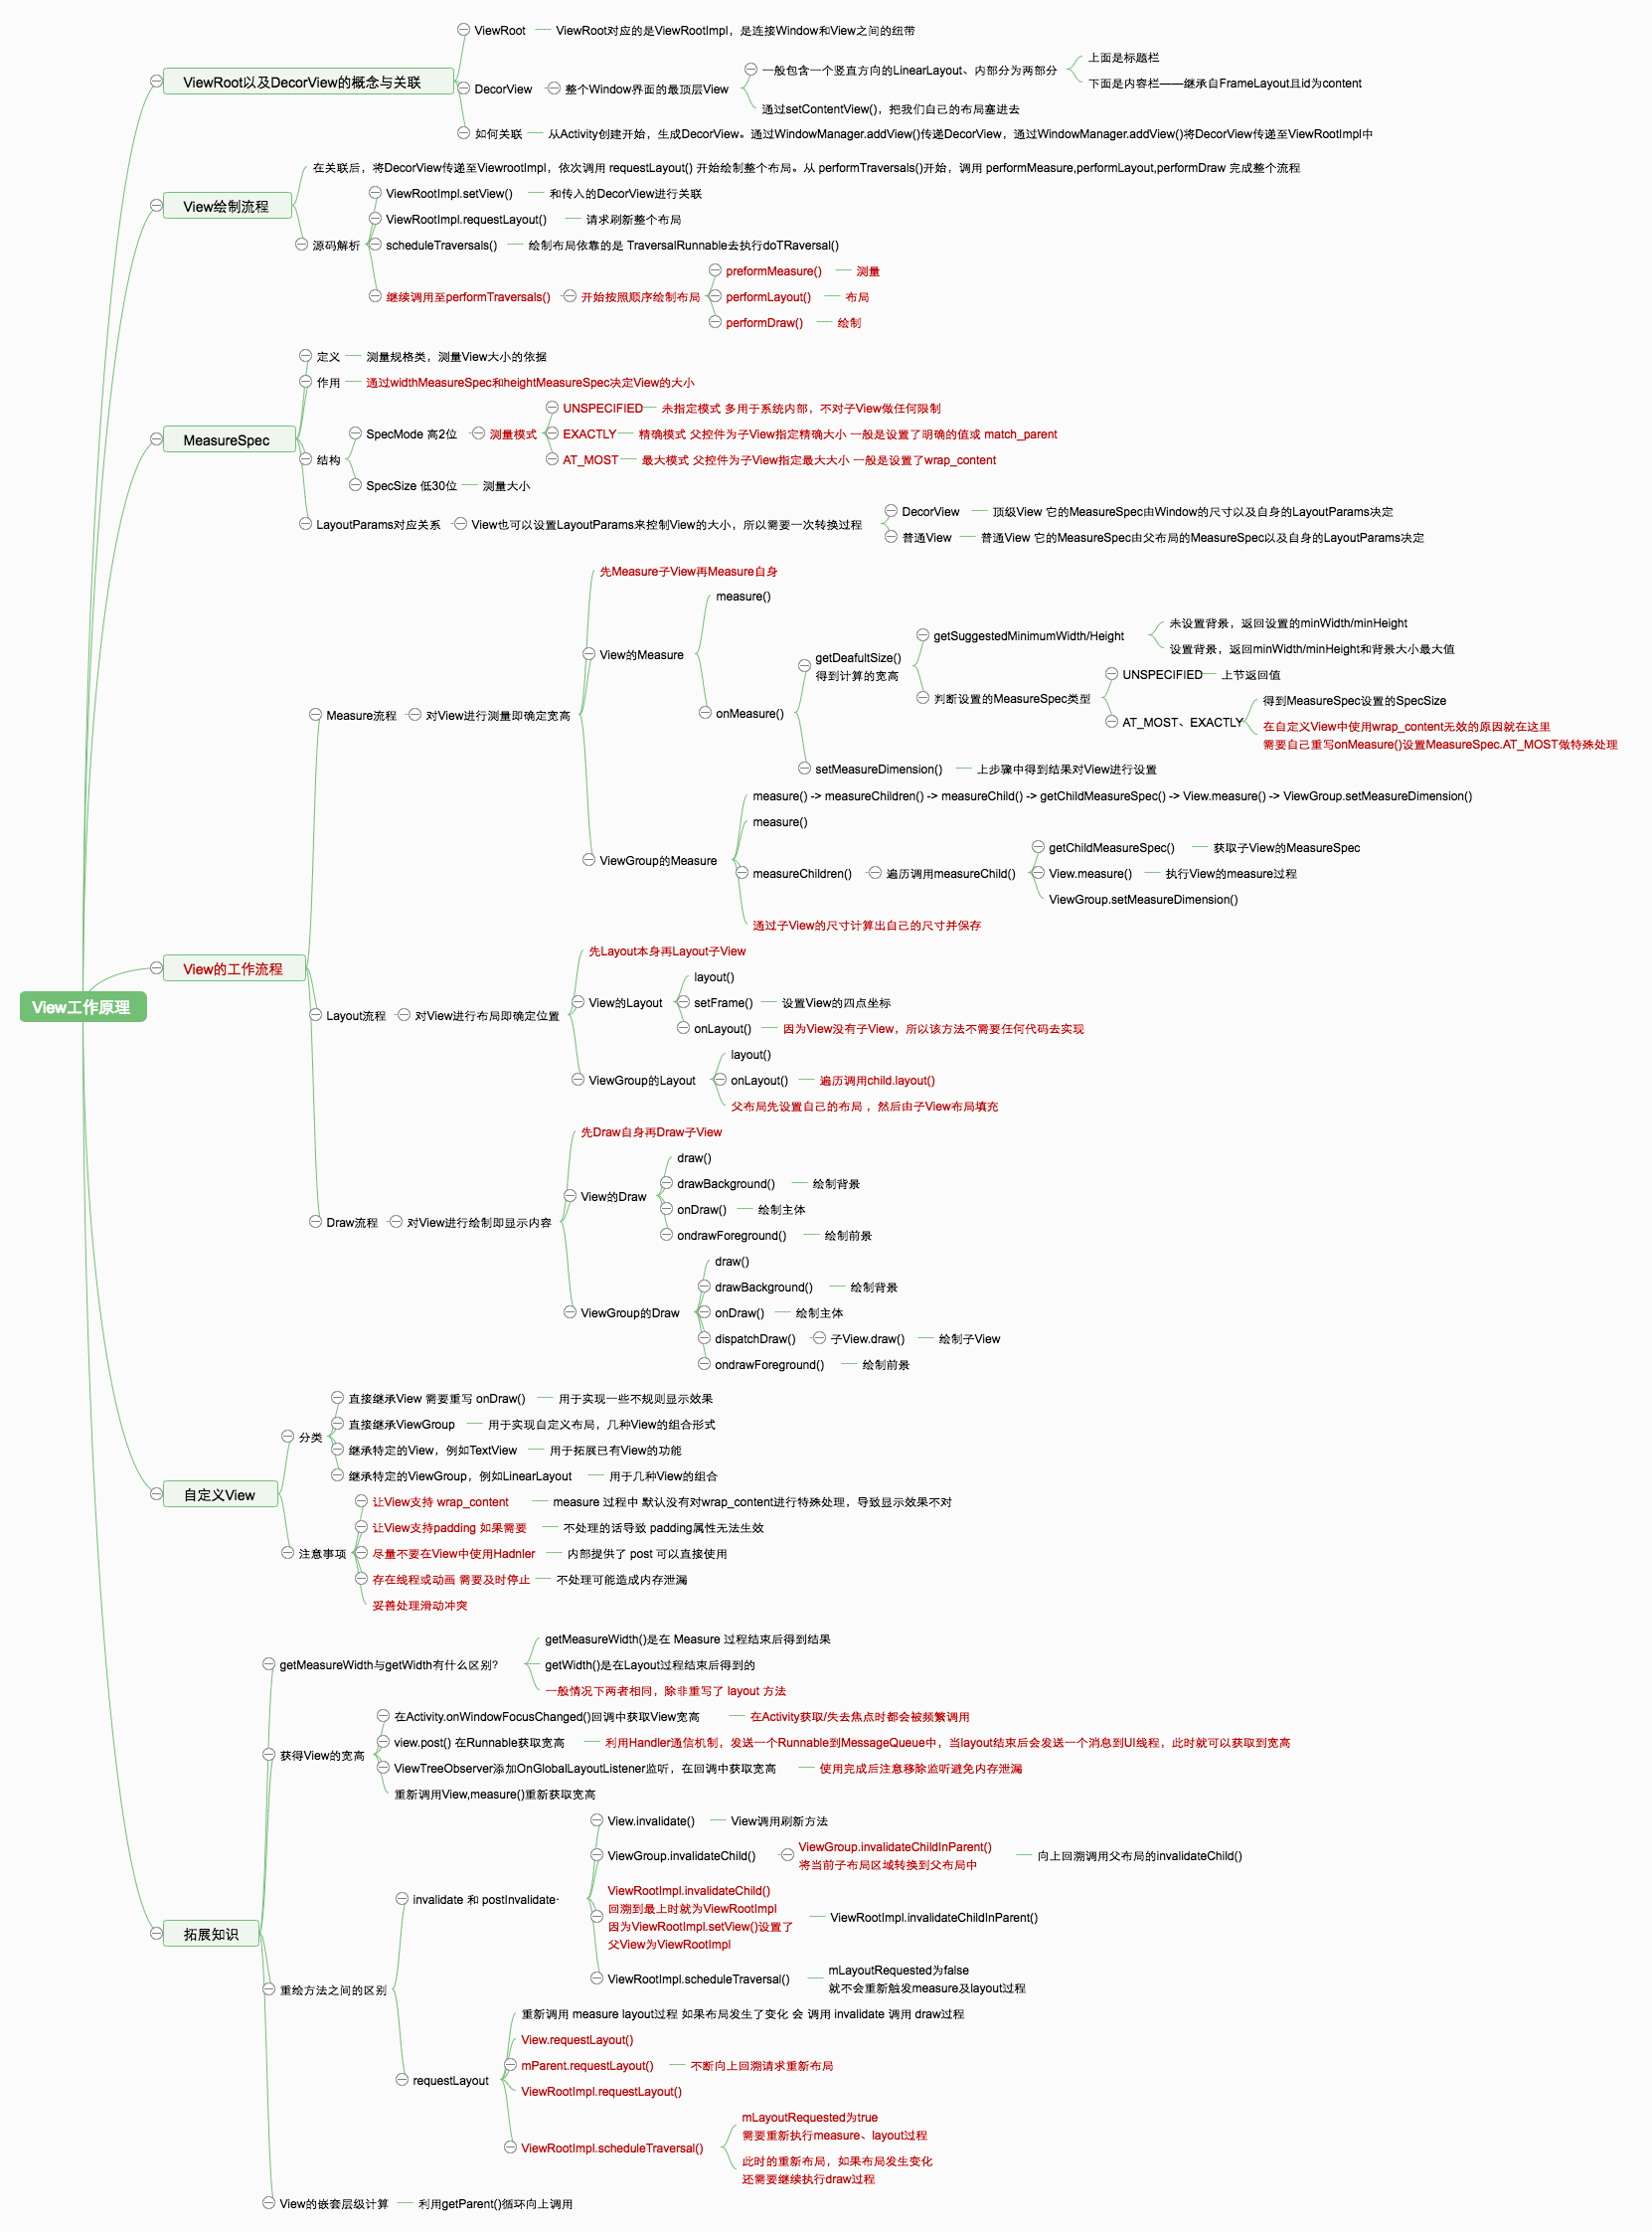 ViewRoot
ViewRoot对应的是ViewRootImpl，是连接Window和View之间的纽带
ViewRoot以及DecorView的概念与关联
DecorView
整个Window界面的最顶层View
一般包含一个竖直方向的LinearLayout、内部分为两部分
上面是标题栏
下面是内容栏——继承自FrameLayout且id为content
通过setContentView()，把我们自己的布局塞进去
如何关联
从Activity创建开始，生成DecorView。通过WindowManager.addView()传递DecorView，通过WindowManager.addView()将DecorView传递至ViewRootImpl中
View绘制流程
在关联后，将DecorView传递至ViewrootImpl，依次调用 requestLayout() 开始绘制整个布局。从 performTraversals()开始，调用 performMeasure,performLayout,performDraw 完成整个流程
源码解析
ViewRootImpl.setView()
和传入的DecorView进行关联
ViewRootImpl.requestLayout()
请求刷新整个布局
scheduleTraversals()
绘制布局依靠的是 TraversalRunnable去执行doTRaversal()
继续调用至performTraversals()
开始按照顺序绘制布局
preformMeasure()
测量
performLayout()
布局
performDraw()
绘制
MeasureSpec
定义
测量规格类，测量View大小的依据
作用
通过widthMeasureSpec和heightMeasureSpec决定View的大小
结构
SpecMode 高2位
测量模式
UNSPECIFIED
未指定模式 多用于系统内部，不对子View做任何限制
EXACTLY
精确模式 父控件为子View指定精确大小 一般是设置了明确的值或 match_parent
AT_MOST
最大模式 父控件为子View指定最大大小 一般是设置了wrap_content
SpecSize 低30位
测量大小
LayoutParams对应关系
View也可以设置LayoutParams来控制View的大小，所以需要一次转换过程
DecorView
顶级View 它的MeasureSpec由Window的尺寸以及自身的LayoutParams决定
普通View
普通View 它的MeasureSpec由父布局的MeasureSpec以及自身的LayoutParams决定
View工作原理
View的工作流程
Measure流程
对View进行测量即确定宽高
先Measure子View再Measure自身
View的Measure
measure()
onMeasure()
getDeafultSize()
得到计算的宽高
getSuggestedMinimumWidth/Height
未设置背景，返回设置的minWidth/minHeight
设置背景，返回minWidth/minHeight和背景大小最大值
判断设置的MeasureSpec类型
UNSPECIFIED
上节返回值
AT_MOST、EXACTLY
得到MeasureSpec设置的SpecSize
在自定义View中使用wrap_content无效的原因就在这里
需要自己重写onMeasure()设置MeasureSpec.AT_MOST做特殊处理
setMeasureDimension()
上步骤中得到结果对View进行设置
ViewGroup的Measure
measure() -> measureChildren() -> measureChild() -> getChildMeasureSpec() -> View.measure() -> ViewGroup.setMeasureDimension()
measure()
measureChildren()
遍历调用measureChild()
getChildMeasureSpec()
获取子View的MeasureSpec
View.measure()
执行View的measure过程
ViewGroup.setMeasureDimension()
通过子View的尺寸计算出自己的尺寸并保存
Layout流程
对View进行布局即确定位置
先Layout本身再Layout子View
View的Layout
layout()
setFrame()
设置View的四点坐标
onLayout()
因为View没有子View，所以该方法不需要任何代码去实现
ViewGroup的Layout
layout()
onLayout()
遍历调用child.layout()
父布局先设置自己的布局 ，然后由子View布局填充
Draw流程
对View进行绘制即显示内容
先Draw自身再Draw子View
View的Draw
draw()
drawBackground()
绘制背景
onDraw()
绘制主体
ondrawForeground()
绘制前景
ViewGroup的Draw
draw()
drawBackground()
绘制背景
onDraw()
绘制主体
dispatchDraw()
子View.draw()
绘制子View
ondrawForeground()
绘制前景
自定义View
分类
直接继承View 需要重写 onDraw()
用于实现一些不规则显示效果
直接继承ViewGroup
用于实现自定义布局，几种View的组合形式
继承特定的View，例如TextView
用于拓展已有View的功能
继承特定的ViewGroup，例如LinearLayout
用于几种View的组合
注意事项
让View支持 wrap_content
measure 过程中 默认没有对wrap_content进行特殊处理，导致显示效果不对
让View支持padding 如果需要
不处理的话导致 padding属性无法生效
尽量不要在View中使用Hadnler
内部提供了 post 可以直接使用
存在线程或动画 需要及时停止
不处理可能造成内存泄漏
妥善处理滑动冲突
拓展知识
getMeasureWidth与getWidth有什么区别？
getMeasureWidth()是在 Measure 过程结束后得到结果
getWidth()是在Layout过程结束后得到的
一般情况下两者相同，除非重写了 layout 方法
获得View的宽高
在Activity.onWindowFocusChanged()回调中获取View宽高
在Activity获取/失去焦点时都会被频繁调用
view.post() 在Runnable获取宽高
利用Handler通信机制，发送一个Runnable到MessageQueue中，当layout结束后会发送一个消息到UI线程，此时就可以获取到宽高
ViewTreeObserver添加OnGlobalLayoutListener监听，在回调中获取宽高
使用完成后注意移除监听避免内存泄漏
重新调用View,measure()重新获取宽高
重绘方法之间的区别
invalidate 和 postInvalidate·
View.invalidate()
View调用刷新方法
ViewGroup.invalidateChild()
ViewGroup.invalidateChildInParent()
将当前子布局区域转换到父布局中
向上回溯调用父布局的invalidateChild()
ViewRootImpl.invalidateChild()
回溯到最上时就为ViewRootImpl
因为ViewRootImpl.setView()设置了
父View为ViewRootImpl
ViewRootImpl.invalidateChildInParent()
ViewRootImpl.scheduleTraversal()
mLayoutRequested为false
就不会重新触发measure及layout过程
requestLayout
重新调用 measure layout过程 如果布局发生了变化 会 调用 invalidate 调用 draw过程
View.requestLayout()
mParent.requestLayout()
不断向上回溯请求重新布局
ViewRootImpl.requestLayout()
ViewRootImpl.scheduleTraversal()
mLayoutRequested为true
需要重新执行measure、layout过程
此时的重新布局，如果布局发生变化
还需要继续执行draw过程
View的嵌套层级计算
利用getParent()循环向上调用